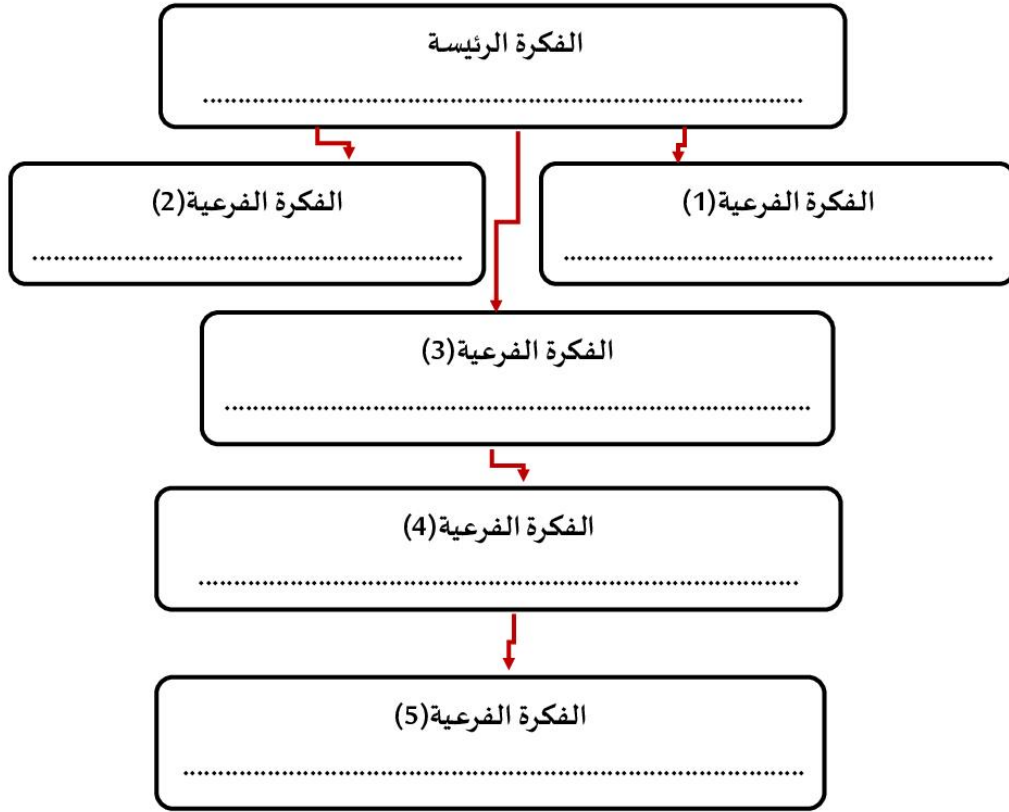 الفكرة الرئيسة
........................................................................................
الفكرة الفرعية(1)
...............................................................
الفكرة الفرعية(2)
...............................................................
الفكرة الفرعية(3)
......................................................................................
الفكرة الفرعية(4)
........................................................................................
الفكرة الفرعية(5)
...........................................................................................